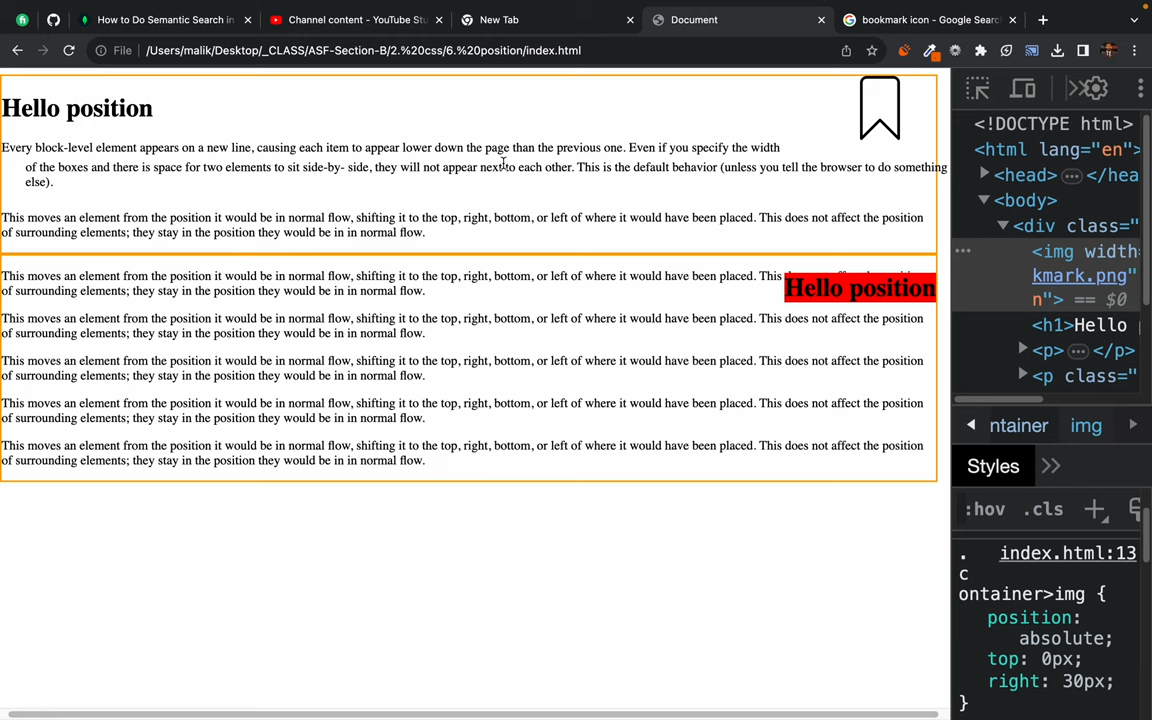 How to Do Semantic Search in
Channel content - YouTube Stu
New Tab
Document
bookmark icon - Google Searc
File
/Users/malik/Desktop/_CLASS/ASF-Section-B/2.%20css/6.%20position/index.html
Hello position
Every block-level element appears on a new line, causing each item to appear lower down the page than the previous one. Even if you specify the width
of the boxes and there is space for two elements to sit side-by- side, they will not appear next to each other. This is the default behavior (unless you tell the browser to do something
else).
This moves an element from the position it would be in normal flow, shifting it to the top, right, bottom, or left of where it would have been placed. This does not affect the position
of surrounding elements; they stay in the position they would be in in normal flow.
This moves an element from the position it would be in normal flow, shifting it to the top, right, bottom, or left of where it would have been placed. This
Hello position
of surrounding elements; they stay in the position they would be in in normal flow.
This moves an element from the position it would be in normal flow, shifting it to the top, right, bottom, or left of where it would have been placed. This does not affect the position
of surrounding elements; they stay in the position they would be in in normal flow.
This moves an element from the position it would be in normal flow, shifting it to the top, right, bottom, or left of where it would have been placed. This does not affect the position
of surrounding elements; they stay in the position they would be in in normal flow.
This moves an element from the position it would be in normal flow, shifting it to the top, right, bottom, or left of where it would have been placed. This does not affect the position
of surrounding elements; they stay in the position they would be in in normal flow.
This moves an element from the position it would be in normal flow, shifting it to the top, right, bottom, or left of where it would have been placed. This does not affect the position
of surrounding elements; they stay in the position they would be in in normal flow.
<!DOCTYPE html>
<html lang="en">
<head> ... </hea
<body>
<div class="
<img width=
kmark.png"
n"> == $0
<h1>Hello
<p> ... </p>
<p class="
ntainer img
Styles
:hov .cls
. index.html:13
c
ontainer>img {
position:
absolute;
top: 0px;
right: 30px;
}